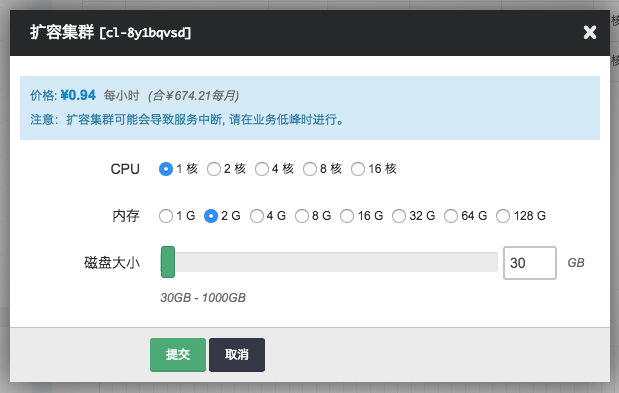 扩容集群 [cl-8y1bqvsd]
价格: ¥0.94 每小时 (合¥674.21每月)
注意：扩容集群可能会导致服务中断, 请在业务低峰时进行。
CPU 1 核 2 核 4 核 8 核 16 核
内存 1 G 2 G 4 G 8 G 16 G 32 G 64 G 128 G
磁盘大小 30 GB
30GB - 1000GB
提交 取消